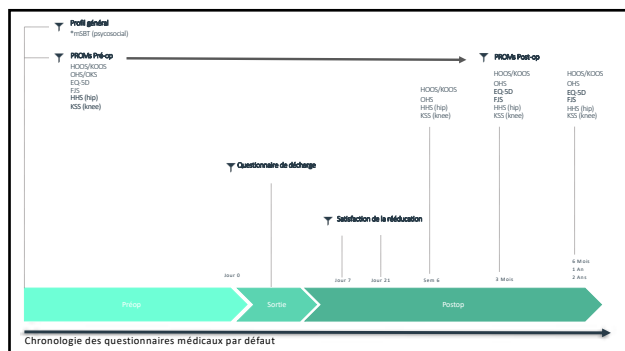 Profil général
*mSBT (psycosocial)
PROMs Pré-op
HOOS/KOOS
OHS/OKS
EQ-5D
FJS
HHS (hip)
KSS (knee)
PROMs Post-op
HOOS/KOOS
OHS
HHS (hip)
KSS (knee)
HOOS/KOOS
OHS
EQ-5D
FJS
HHS (hip)
KSS (knee)
HOOS/KOOS
OHS
EQ-5D
FJS
HHS (hip)
KSS (knee)
Questionnaire de décharge
Satisfaction de la rééducation
Jour 0
Jour 7
Jour 21
Sem 6
3 Mois
6 Mois
1 An
2 Ans
Préop
Sortie
Postop
Chronologie des questionnaires médicaux par défaut